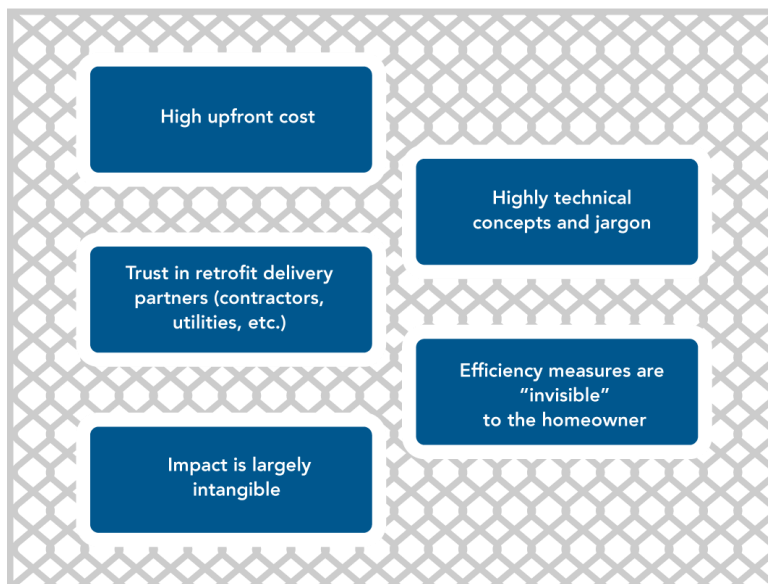 High upfront cost
Highly technical
concepts and jargon
Trust in retrofit delivery
partners (contractors,
utilities, etc.)
Efficiency measures are
“invisible”
to the homeowner
Impact is largely
intangible